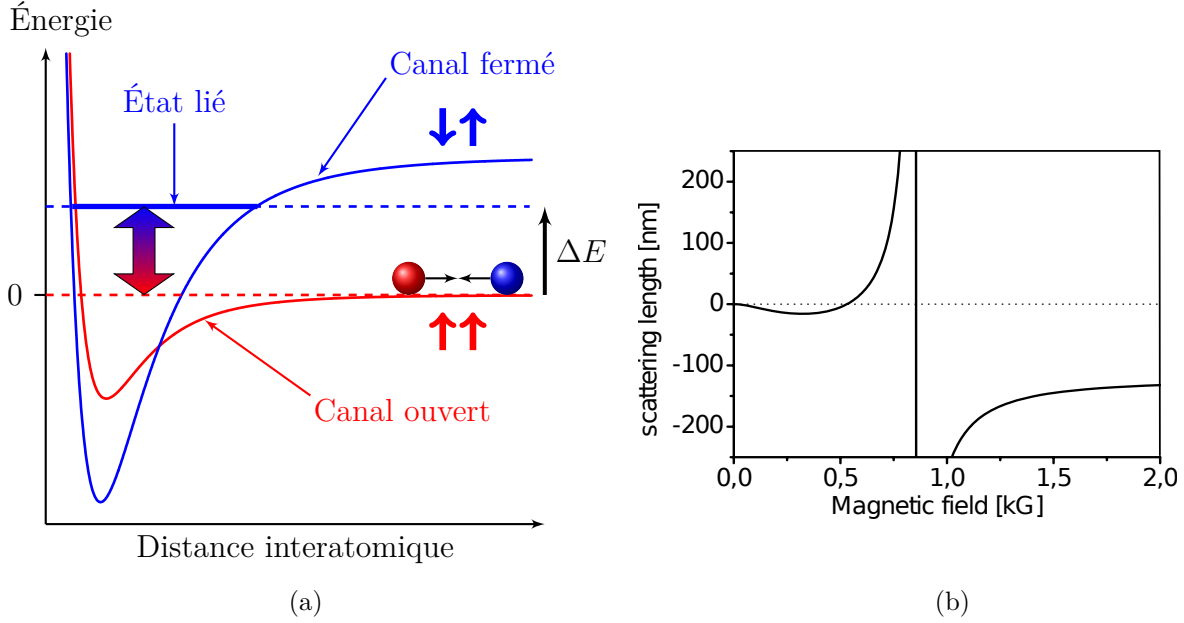 Énergie
Canal fermé
État lié
ΔE
0
Canal ouvert
Distance interatomique
(a)
scattering length [nm]
200
100
0
-100
-200
0,0
0,5
1,0
1,5
2,0
Magnetic field [kG]
(b)